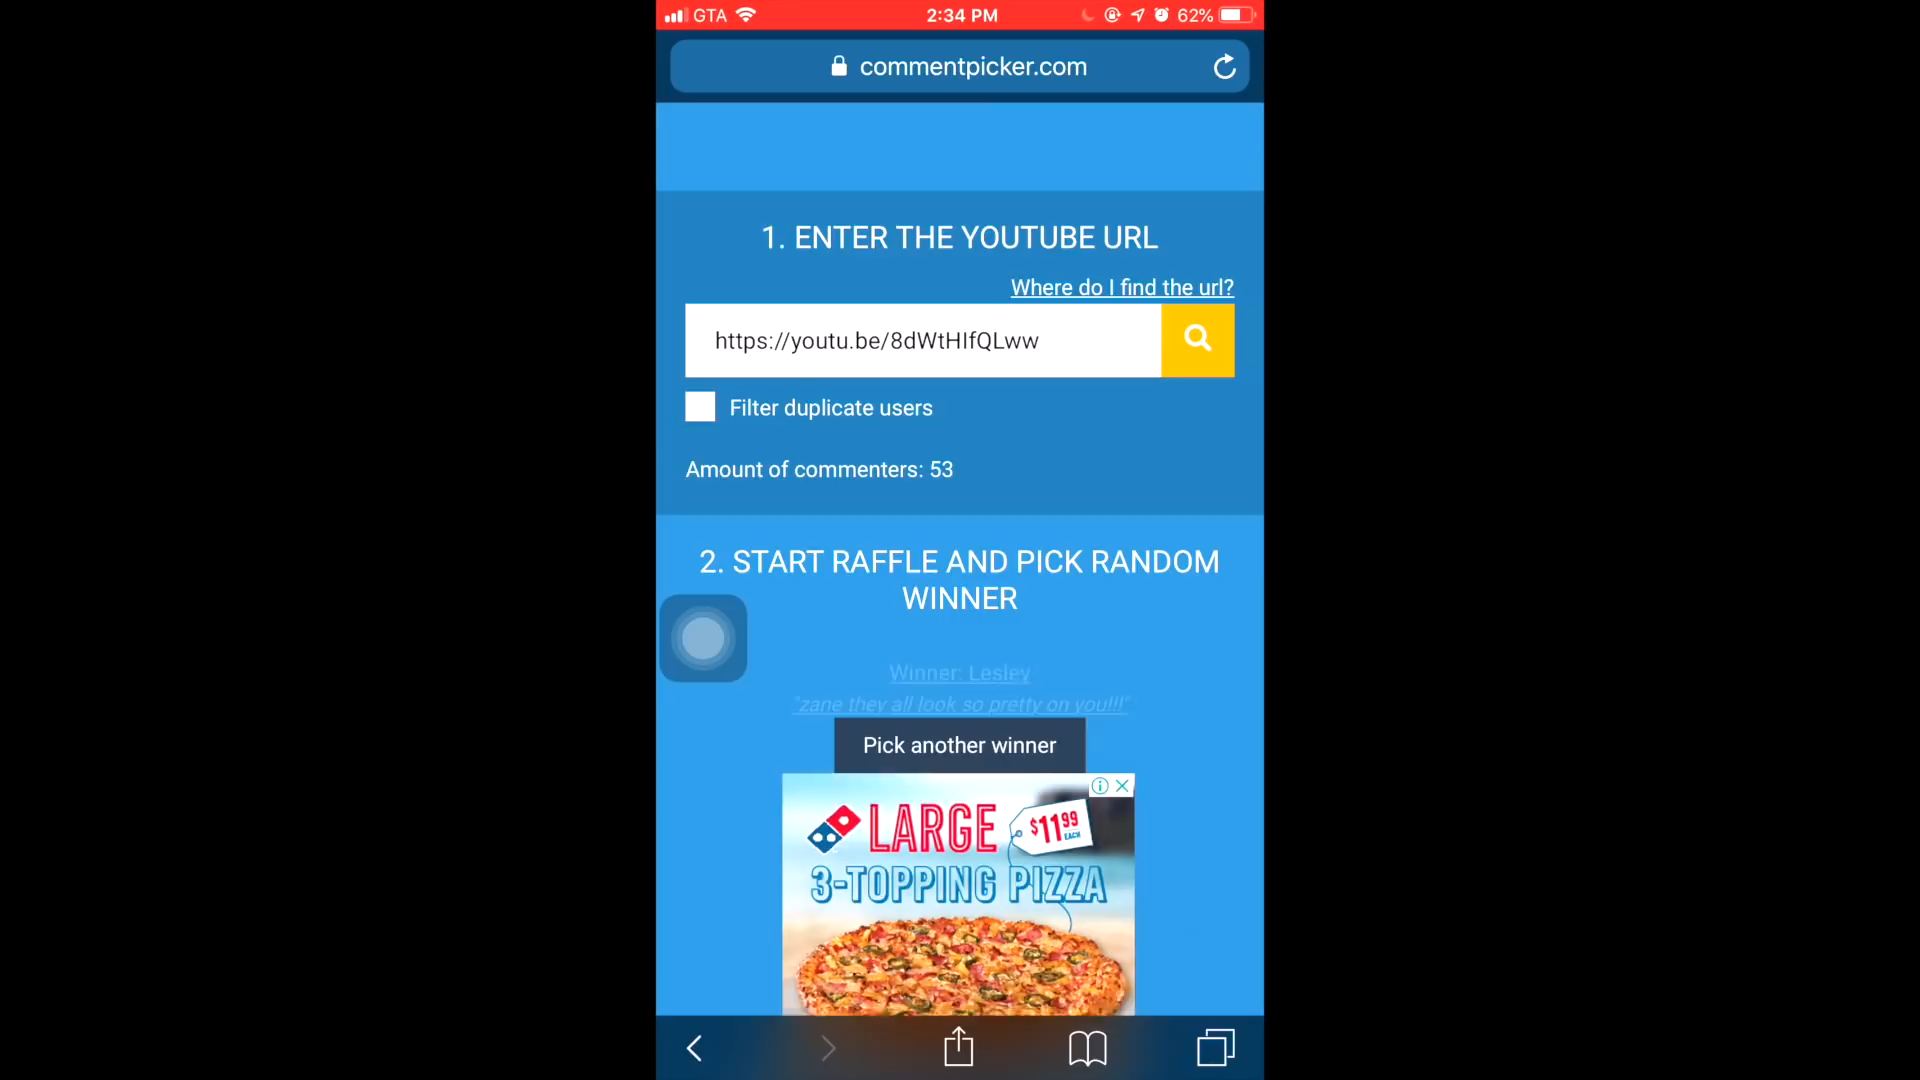 GTA 2:34 PM 62%
commentpicker.com
1. ENTER THE YOUTUBE URL
Where do I find the url?
https://youtu.be/8dWtHIfQLww
Filter duplicate users
Amount of commenters: 53
2. START RAFFLE AND PICK RANDOM
WINNER
Winner: Lesley
"zane they all look so pretty on you!!!"
Pick another winner
LARGE $11.99 EACH
3-TOPPING PIZZA